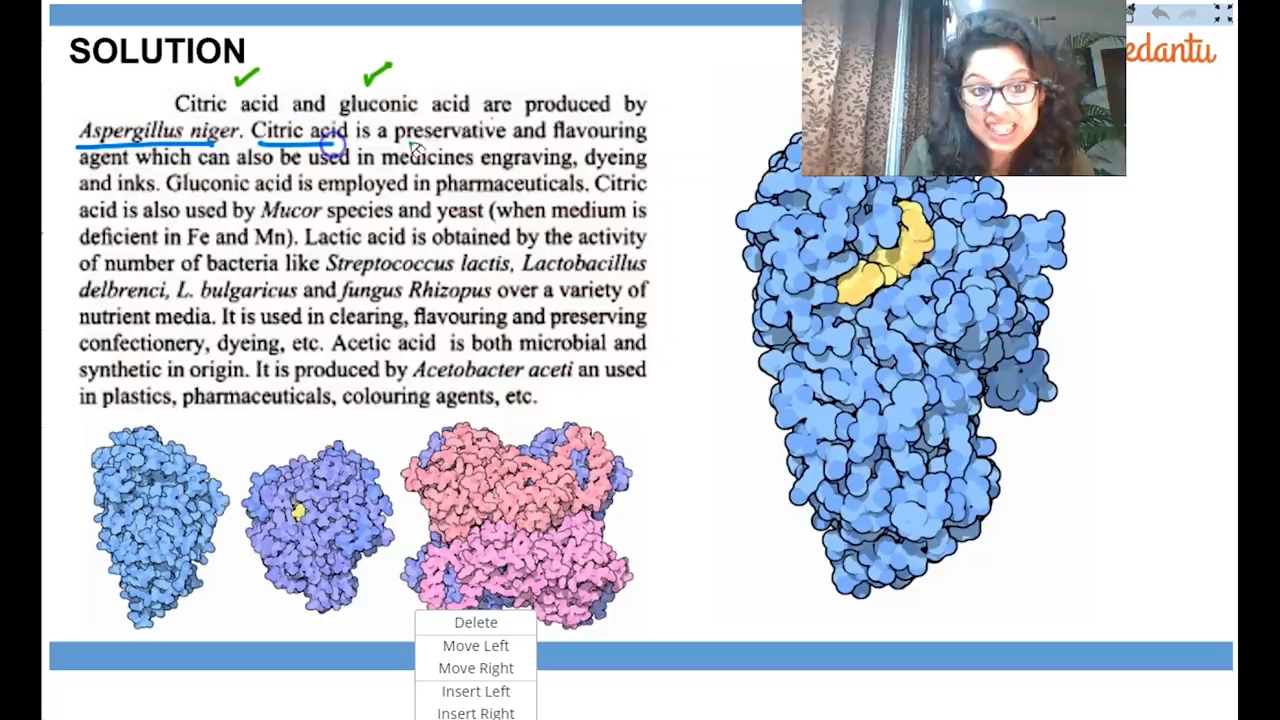 SOLUTION
edantu
Citric acid and gluconic acid are produced by
Aspergillus niger. Citric acid is a preservative and flavouring
agent which can also be used in medicines engraving, dyeing
and inks. Gluconic acid is employed in pharmaceuticals. Citric
acid is also used by Mucor species and yeast (when medium is
deficient in Fe and Mn). Lactic acid is obtained by the activity
of number of bacteria like Streptococcus lactis, Lactobacillus
delbrenci, L. bulgaricus and fungus Rhizopus over a variety of
nutrient media. It is used in clearing, flavouring and preserving
confectionery, dyeing, etc. Acetic acid is both microbial and
synthetic in origin. It is produced by Acetobacter aceti an used
in plastics, pharmaceuticals, colouring agents, etc.
Delete
Move Left
Move Right
Insert Left
Insert Right